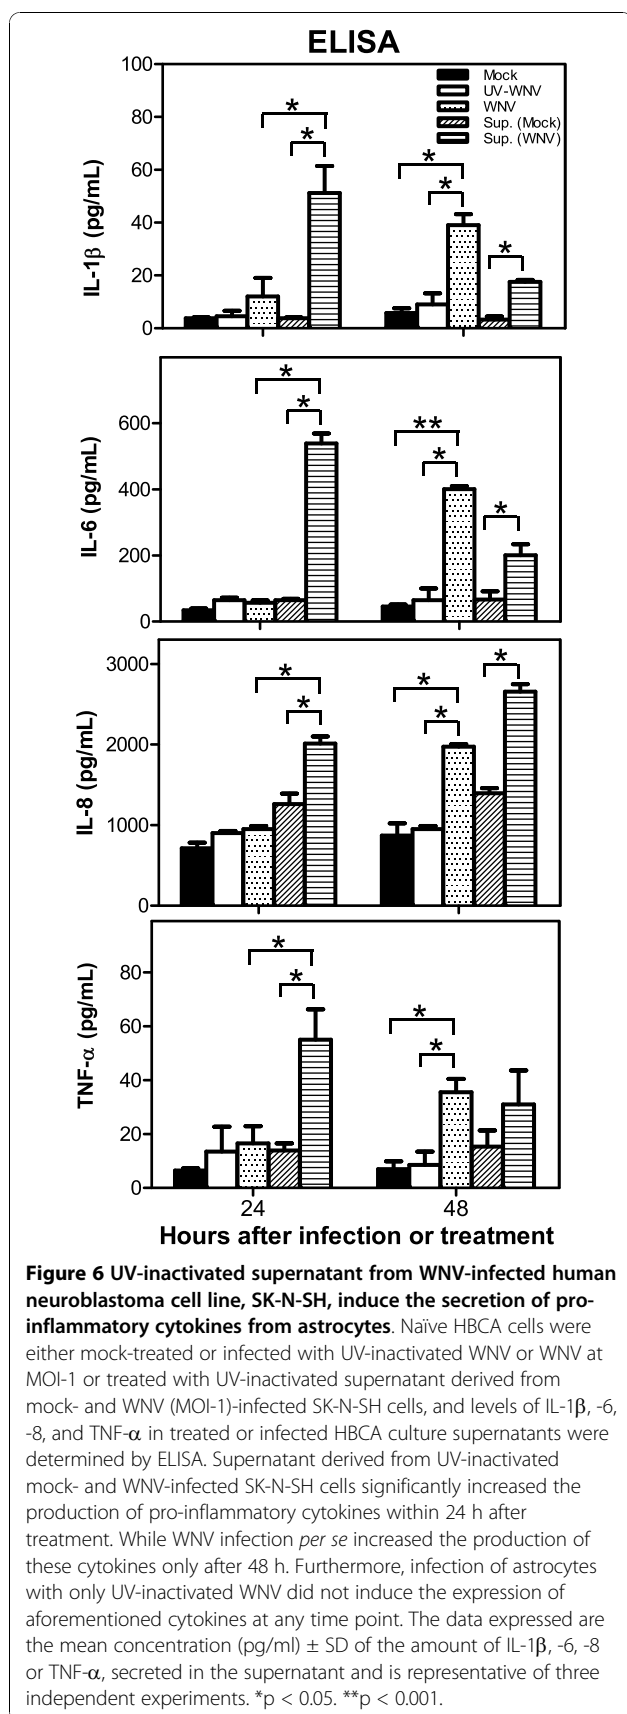 ELISA
100
80
60
40
20
0
IL-1β (pg/mL)
Mock
UV-WNV
WNV
Sup. (Mock)
Sup. (WNV)
*
*
*
*
*
600
400
200
0
IL-6 (pg/mL)
*
*
**
*
*
3000
2000
1000
0
IL-8 (pg/mL)
*
*
*
*
*
80
60
40
20
0
TNF-α (pg/mL)
*
*
*
*
24 48
Hours after infection or treatment
Figure 6 UV-inactivated supernatant from WNV-infected human
neuroblastoma cell line, SK-N-SH, induce the secretion of pro-
inflammatory cytokines from astrocytes. Naïve HBCA cells were
either mock-treated or infected with UV-inactivated WNV or WNV at
MOI-1 or treated with UV-inactivated supernatant derived from
mock- and WNV (MOI-1)-infected SK-N-SH cells, and levels of IL-1β, -6,
-8, and TNF-α in treated or infected HBCA culture supernatants were
determined by ELISA. Supernatant derived from UV-inactivated
mock- and WNV-infected SK-N-SH cells significantly increased the
production of pro-inflammatory cytokines within 24 h after
treatment. While WNV infection per se increased the production of
these cytokines only after 48 h. Furthermore, infection of astrocytes
with only UV-inactivated WNV did not induce the expression of
aforementioned cytokines at any time point. The data expressed are
the mean concentration (pg/ml) ± SD of the amount of IL-1β, -6, -8
or TNF-α, secreted in the supernatant and is representative of three
independent experiments. *p < 0.05. **p < 0.001.